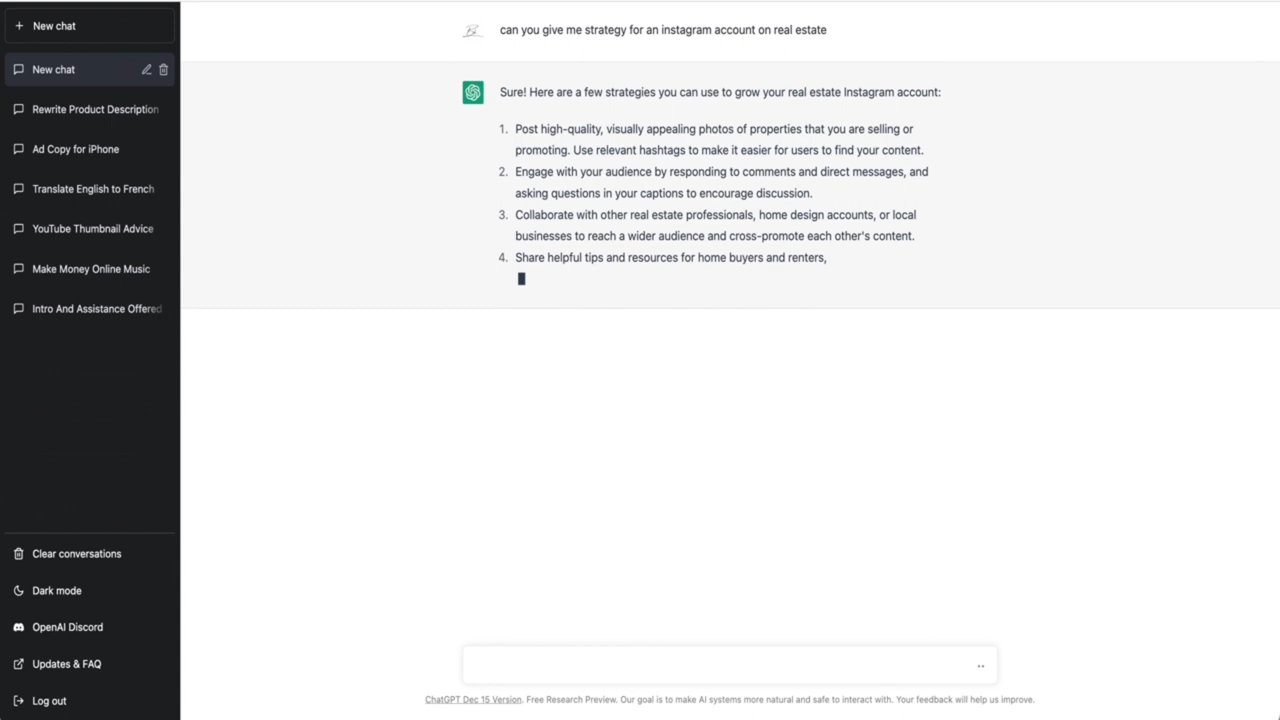 New chat
New chat
Rewrite Product Description
Ad Copy for iPhone
Translate English to French
YouTube Thumbnail Advice
Make Money Online Music
Intro And Assistance Offered
Clear conversations
Dark mode
OpenAI Discord
Updates & FAQ
Log out
can you give me strategy for an instagram account on real estate
Sure! Here are a few strategies you can use to grow your real estate Instagram account:
1. Post high-quality, visually appealing photos of properties that you are selling or
promoting. Use relevant hashtags to make it easier for users to find your content.
2. Engage with your audience by responding to comments and direct messages, and
asking questions in your captions to encourage discussion.
3. Collaborate with other real estate professionals, home design accounts, or local
businesses to reach a wider audience and cross-promote each other's content.
4. Share helpful tips and resources for home buyers and renters,
ChatGPT Dec 15 Version. Free Research Preview. Our goal is to make AI systems more natural and safe to interact with. Your feedback will help us improve.